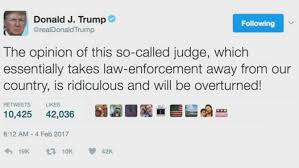 Donald J. Trump
@realDonaldTrump
Following
The opinion of this so-called judge, which
essentially takes law-enforcement away from our
country, is ridiculous and will be overturned!
RETWEETS LIKES
10,425 42,036
8:12 AM - 4 Feb 2017
19K 10K 42K